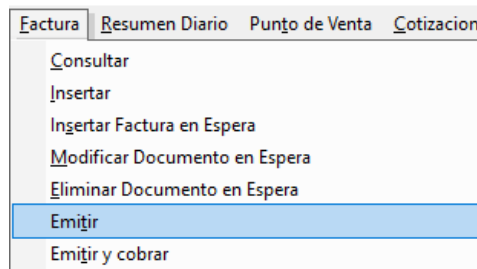 Factura Resumen Diario Punto de Venta Cotizacion
Consultar
Insertar
Insertar Factura en Espera
Modificar Documento en Espera
Eliminar Documento en Espera
Emitir
Emitir y cobrar